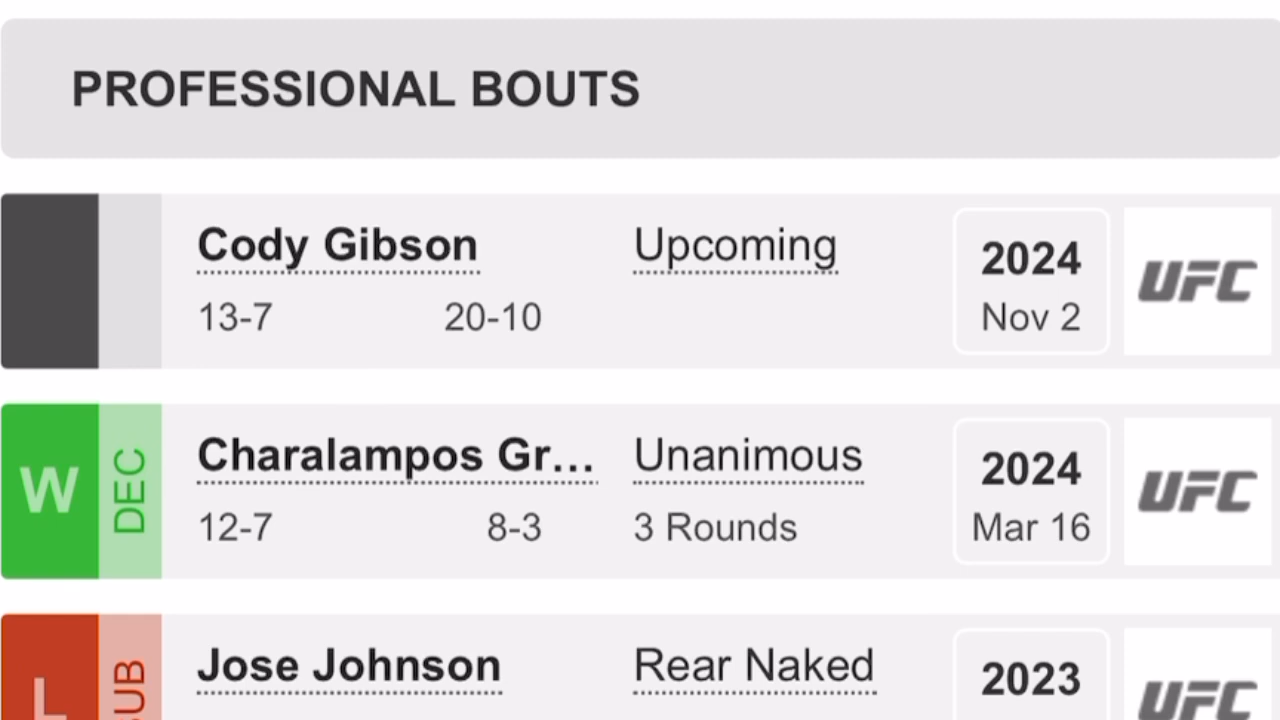 PROFESSIONAL BOUTS
Cody Gibson Upcoming 2024 UFC
13-7 20-10 Nov 2
W DEC Charalampos Gr... Unanimous 2024 UFC
12-7 8-3 3 Rounds Mar 16
L SUB Jose Johnson Rear Naked 2023 UFC